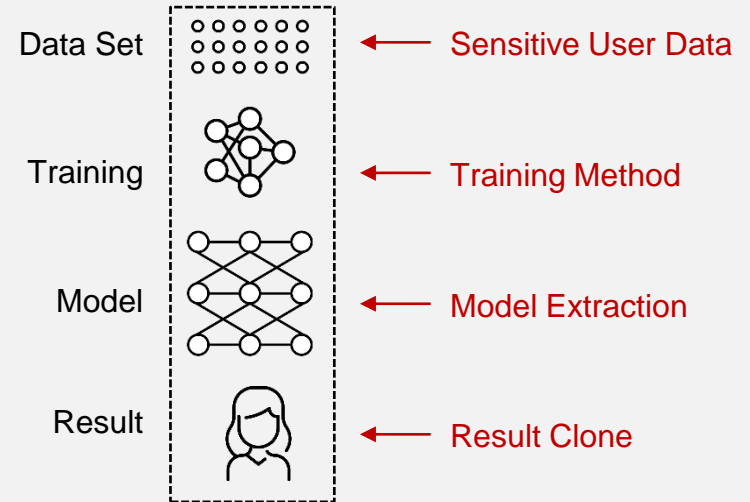 Data Set
Sensitive User Data
Training
Training Method
Model
Model Extraction
Result
Result Clone